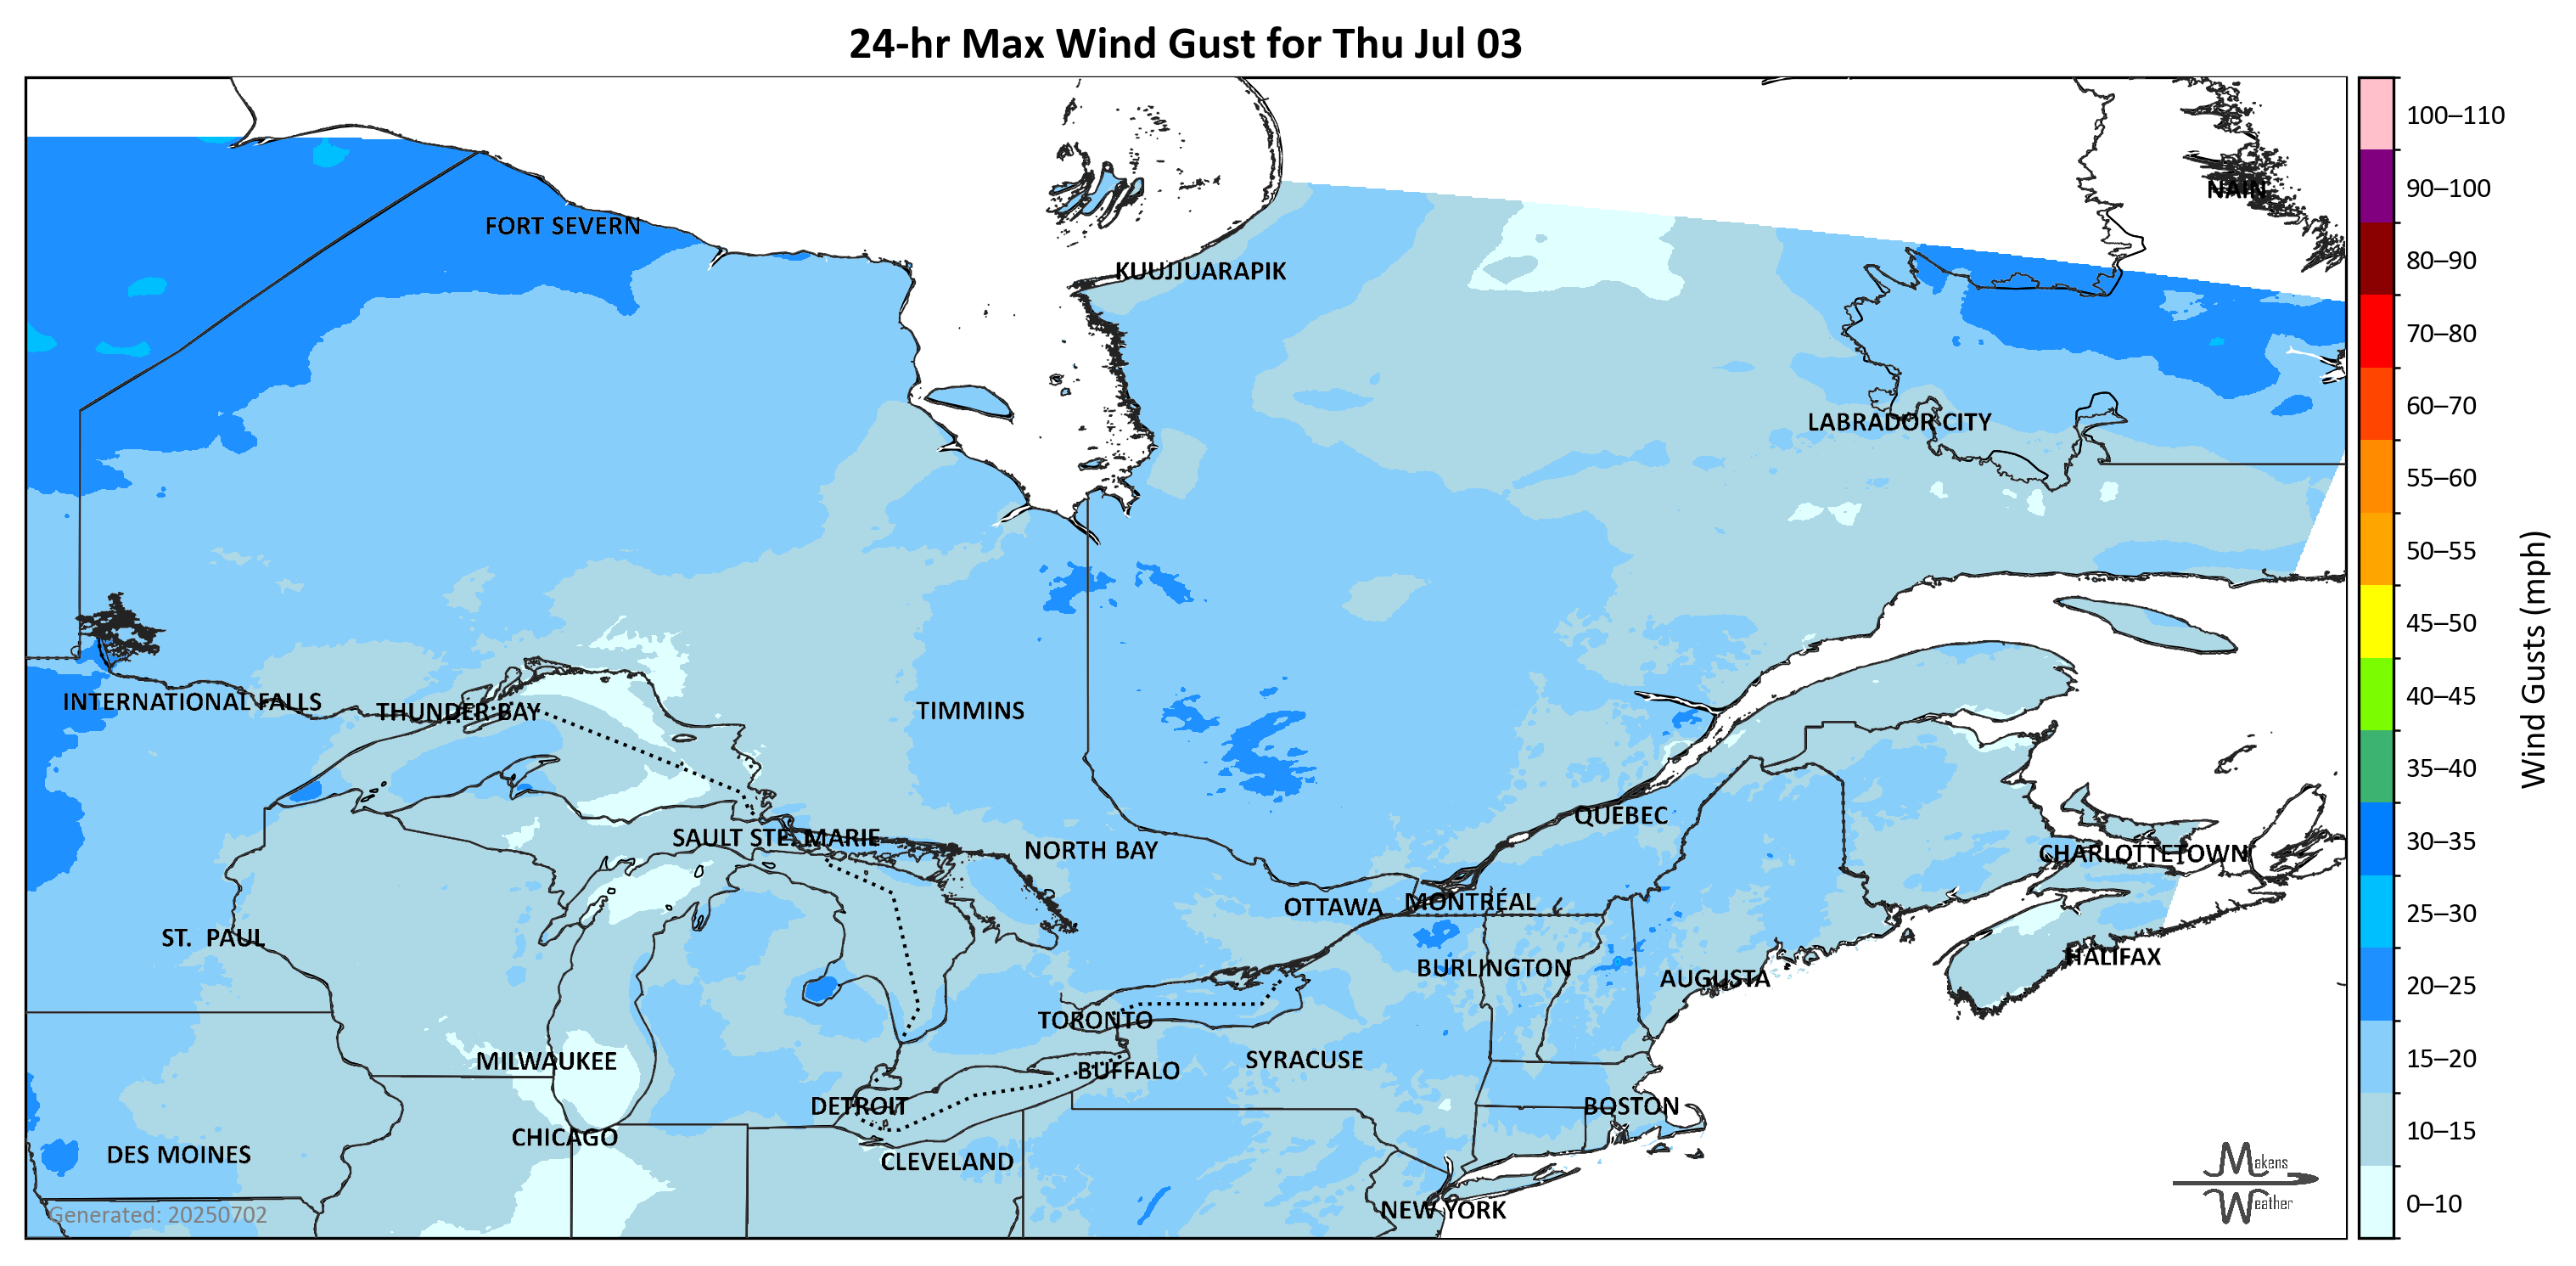 24-hr Max Wind Gust for Thu Jul 03
100–110
90–100
NAIN
FORT SEVERN
80–90
KUUJJUARAPIK
70–80
60–70
LABRADOR CITY
55–60
50–55
45–50
Wind Gusts (mph)
40–45
INTERNATIONAL FALLS
THUNDER BAY
TIMMINS
35–40
QUEBEC
SAULT STE. MARIE
30–35
NORTH BAY
CHARLOTTETOWN
OTTAWA
MONTRÉAL
25–30
ST. PAUL
HALIFAX
BURLINGTON
AUGUSTA
20–25
TORONTO
MILWAUKEE
SYRACUSE
15–20
BUFFALO
DETROIT
BOSTON
10–15
CHICAGO
DES MOINES
CLEVELAND
Makens
Weather
0–10
NEW YORK
Generated: 20250702